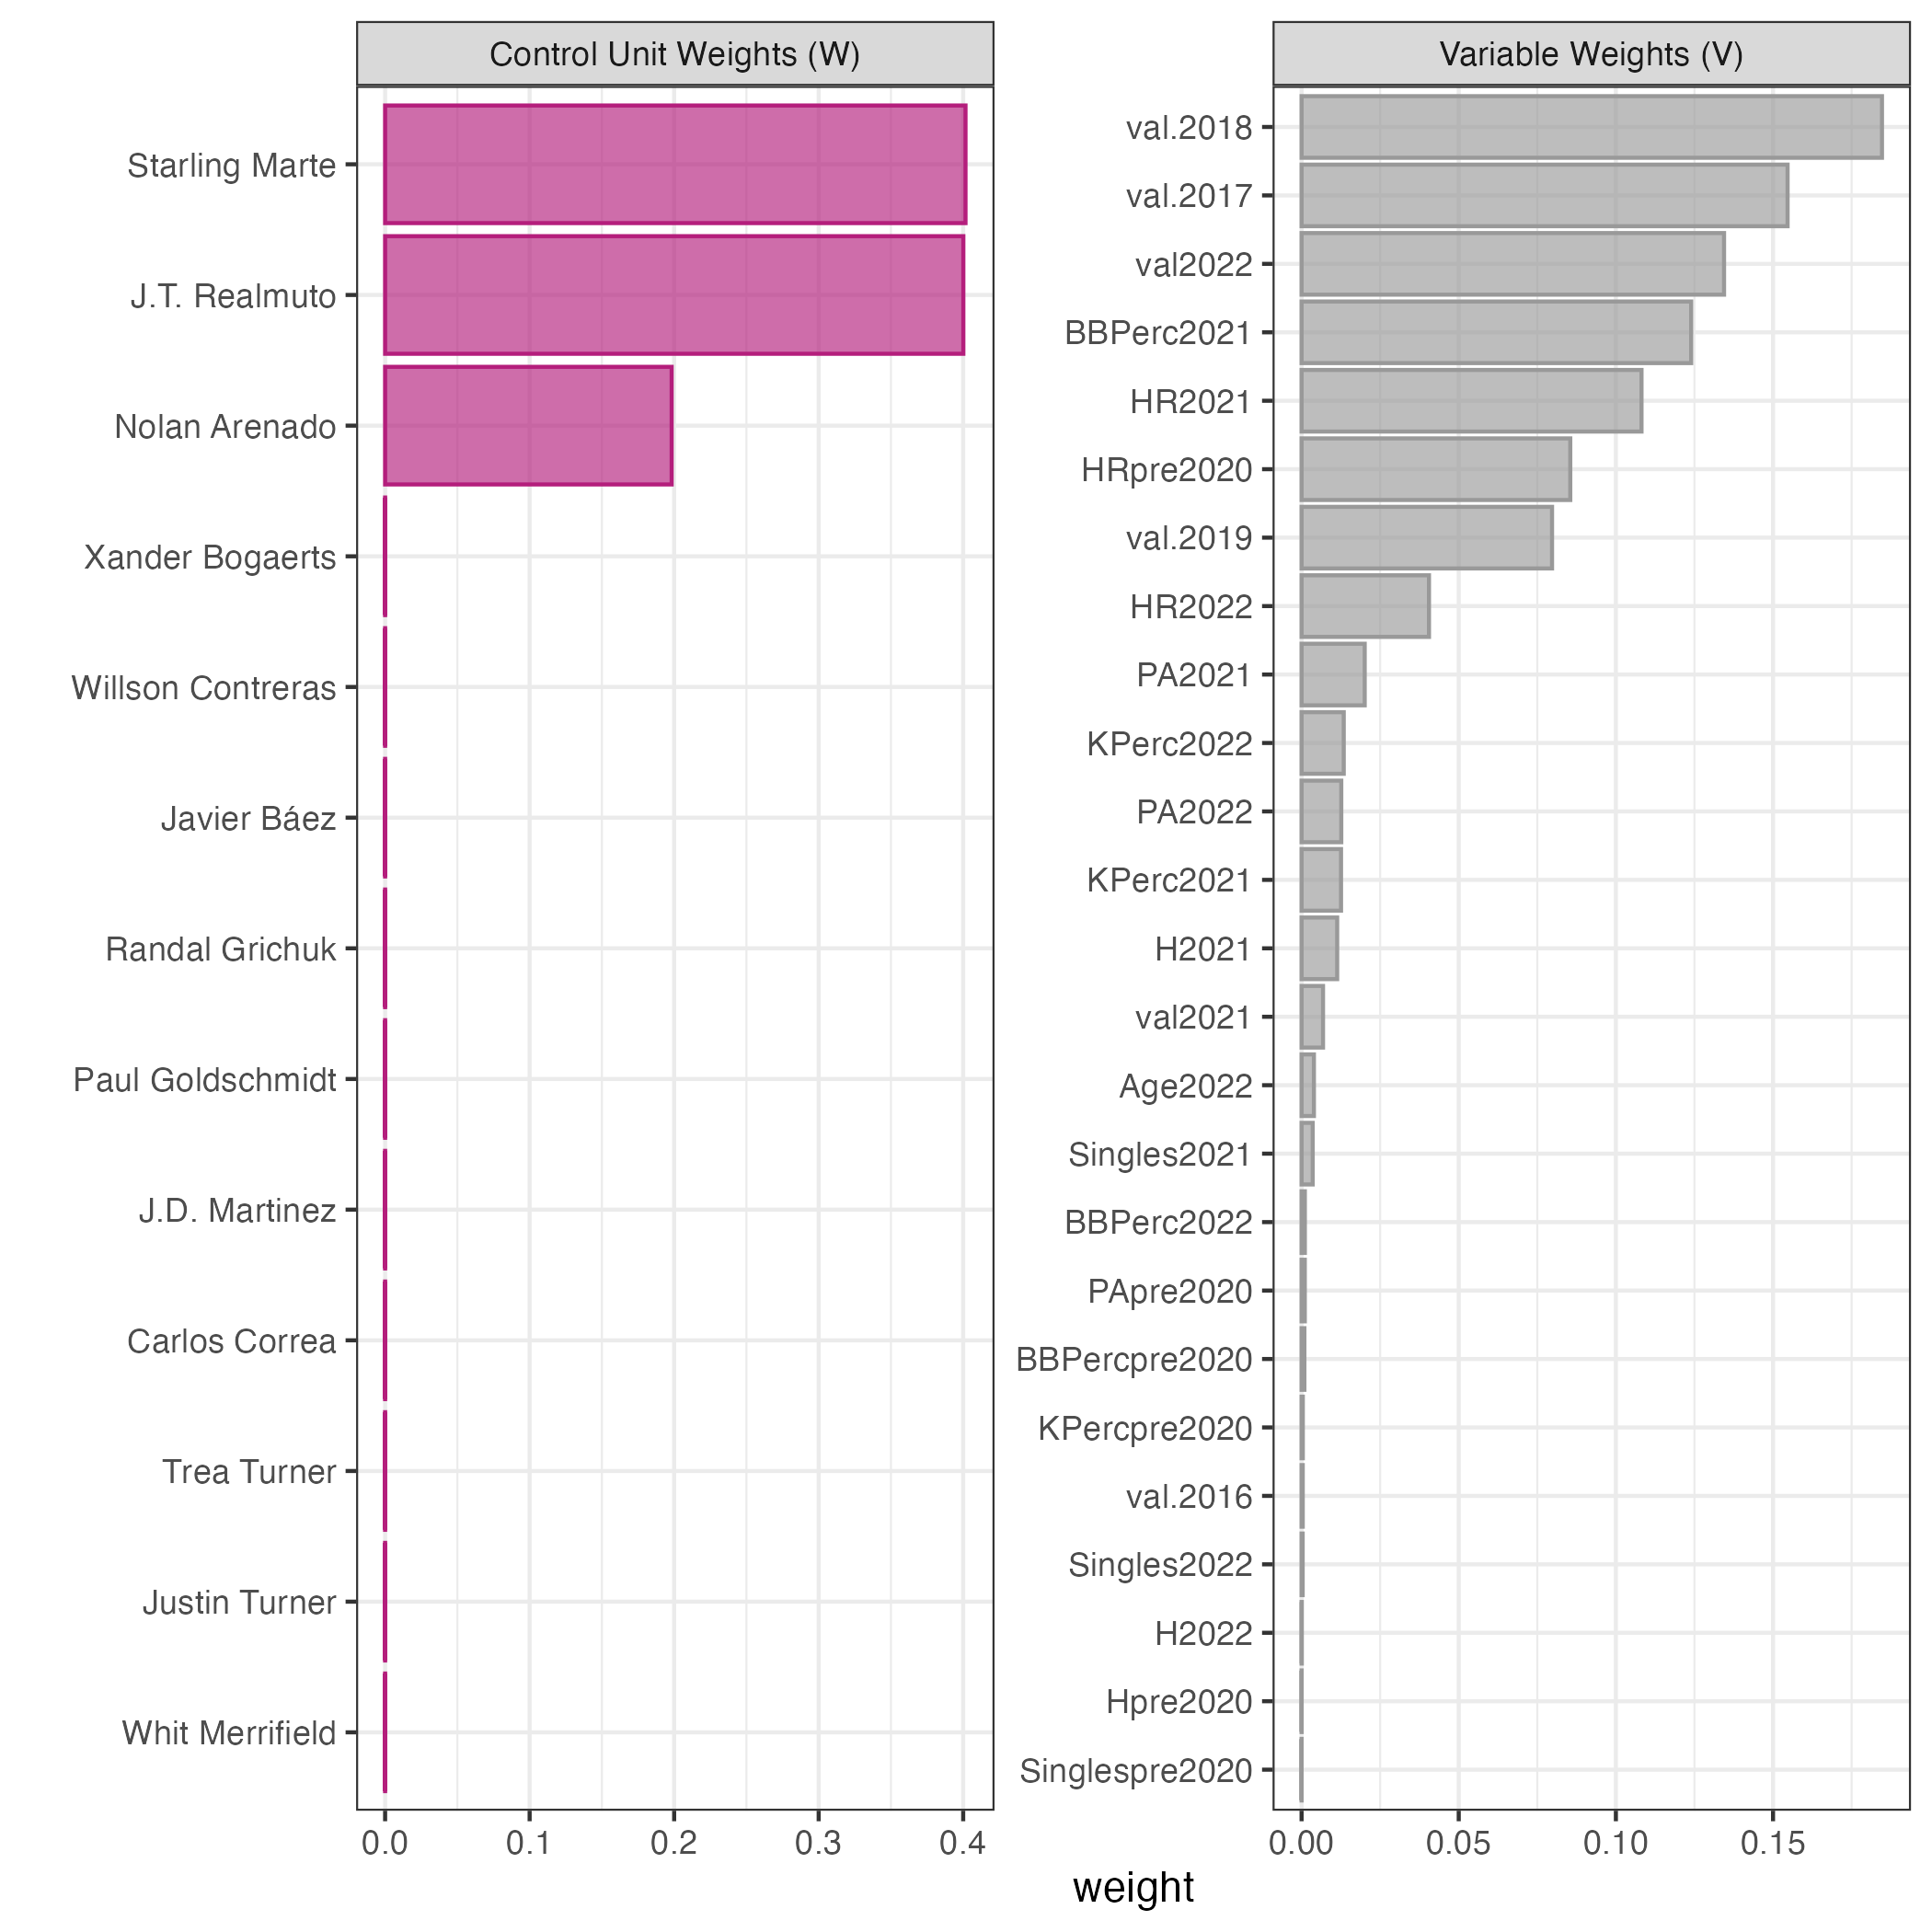 Control Unit Weights (W)
Starling Marte
J.T. Realmuto
Nolan Arenado
Xander Bogaerts
Willson Contreras
Javier Báez
Randal Grichuk
Paul Goldschmidt
J.D. Martinez
Carlos Correa
Trea Turner
Justin Turner
Whit Merrifield
0.0 0.1 0.2 0.3 0.4
Variable Weights (V)
val.2018
val.2017
val2022
BBPerc2021
HR2021
HRpre2020
val.2019
HR2022
PA2021
KPerc2022
PA2022
KPerc2021
H2021
val2021
Age2022
Singles2021
BBPerc2022
PApre2020
BBPercpre2020
KPercpre2020
val.2016
Singles2022
H2022
Hpre2020
Singlespre2020
0.00 0.05 0.10 0.15
weight